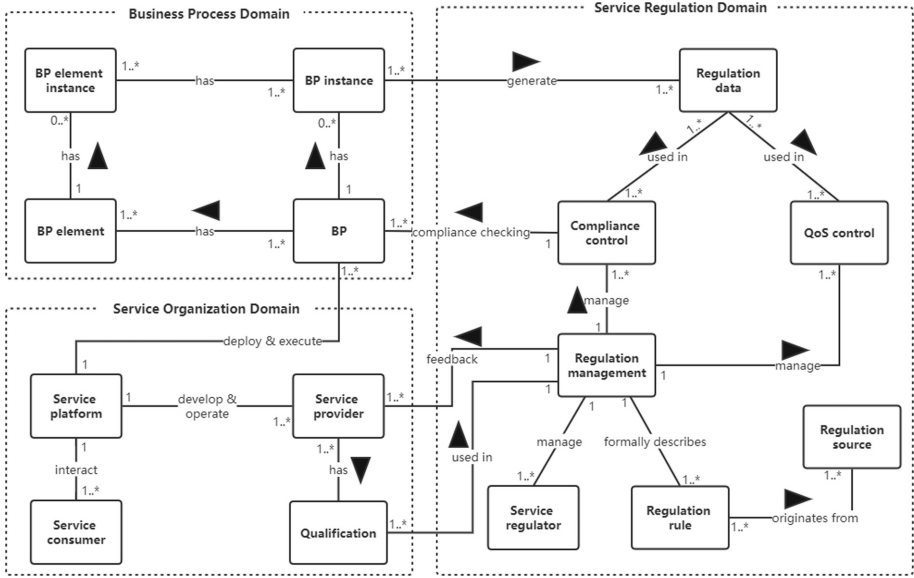 Business Process Domain
Service Regulation Domain
BP element
instance
1..*
has
1..*
BP instance
1..*
generate
1..*
Regulation
data
0..*
has
1
0..*
has
1
1..*
used in
1..*
1..*
used in
1..*
BP element
1..*
has
1..*
BP
1..*
compliance checking
1
Compliance
control
QoS control
1..*
1..*
1..*
Service Organization Domain
manage
1
deploy & execute
1
feedback
1
Regulation
management
1
manage
1
Service
platform
1
develop &
operate
1..*
Service
provider
1..*
1
1
Regulation
source
1
interact
1..*
1..*
has
used in
manage
formally describes
1..*
1..*
1..*
Service
consumer
Qualification
1..*
Service
regulator
Regulation
rule
1..*
originates from